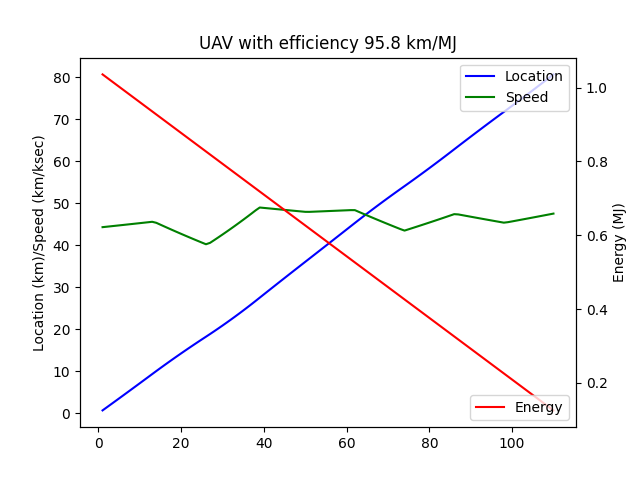 UAV with efficiency 95.8 km/MJ
Location (km)/Speed (km/ksec)
80
70
60
50
40
30
20
10
0
0 20 40 60 80 100
Location
Speed
Energy
1.0
0.8
0.6
0.4
0.2
Energy (MJ)